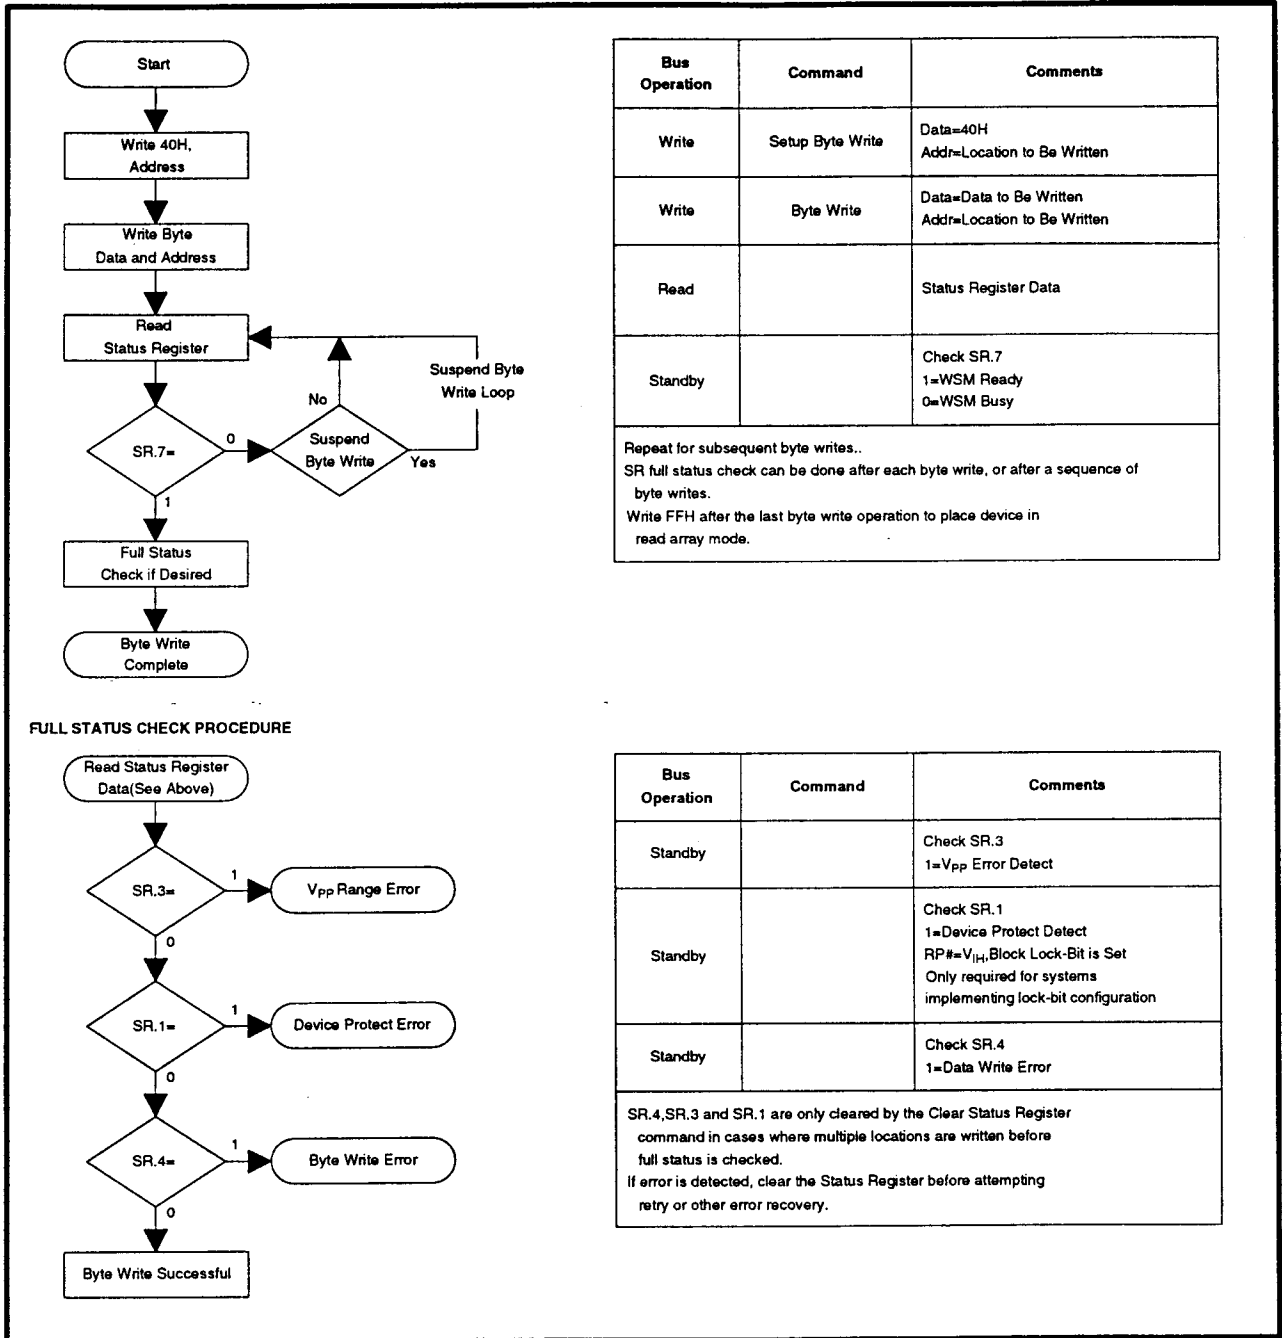 Start
Write 40H,
Address
Write Byte
Data and Address
Read
Status Register
SR.7=
0
1
Suspend
Byte Write
No
Yes
Suspend Byte
Write Loop
Full Status
Check if Desired
Byte Write
Complete
Bus
Operation
Command
Comments
Write
Setup Byte Write
Data=40H
Addr=Location to Be Written
Write
Byte Write
Data=Data to Be Written
Addr=Location to Be Written
Read
Status Register Data
Standby
Check SR.7
1=WSM Ready
0=WSM Busy
Repeat for subsequent byte writes..
SR full status check can be done after each byte write, or after a sequence of
byte writes.
Write FFH after the last byte write operation to place device in
read array mode.
FULL STATUS CHECK PROCEDURE
Read Status Register
Data(See Above)
SR.3=
1
VPP Range Error
0
SR.1=
1
Device Protect Error
0
SR.4=
1
Byte Write Error
0
Byte Write Successful
Bus
Operation
Command
Comments
Standby
Check SR.3
1=VPP Error Detect
Standby
Check SR.1
1=Device Protect Detect
RP#=VIH,Block Lock-Bit is Set
Only required for systems
implementing lock-bit configuration
Standby
Check SR.4
1=Data Write Error
SR.4,SR.3 and SR.1 are only cleared by the Clear Status Register
command in cases where multiple locations are written before
full status is checked.
If error is detected, clear the Status Register before attempting
retry or other error recovery.